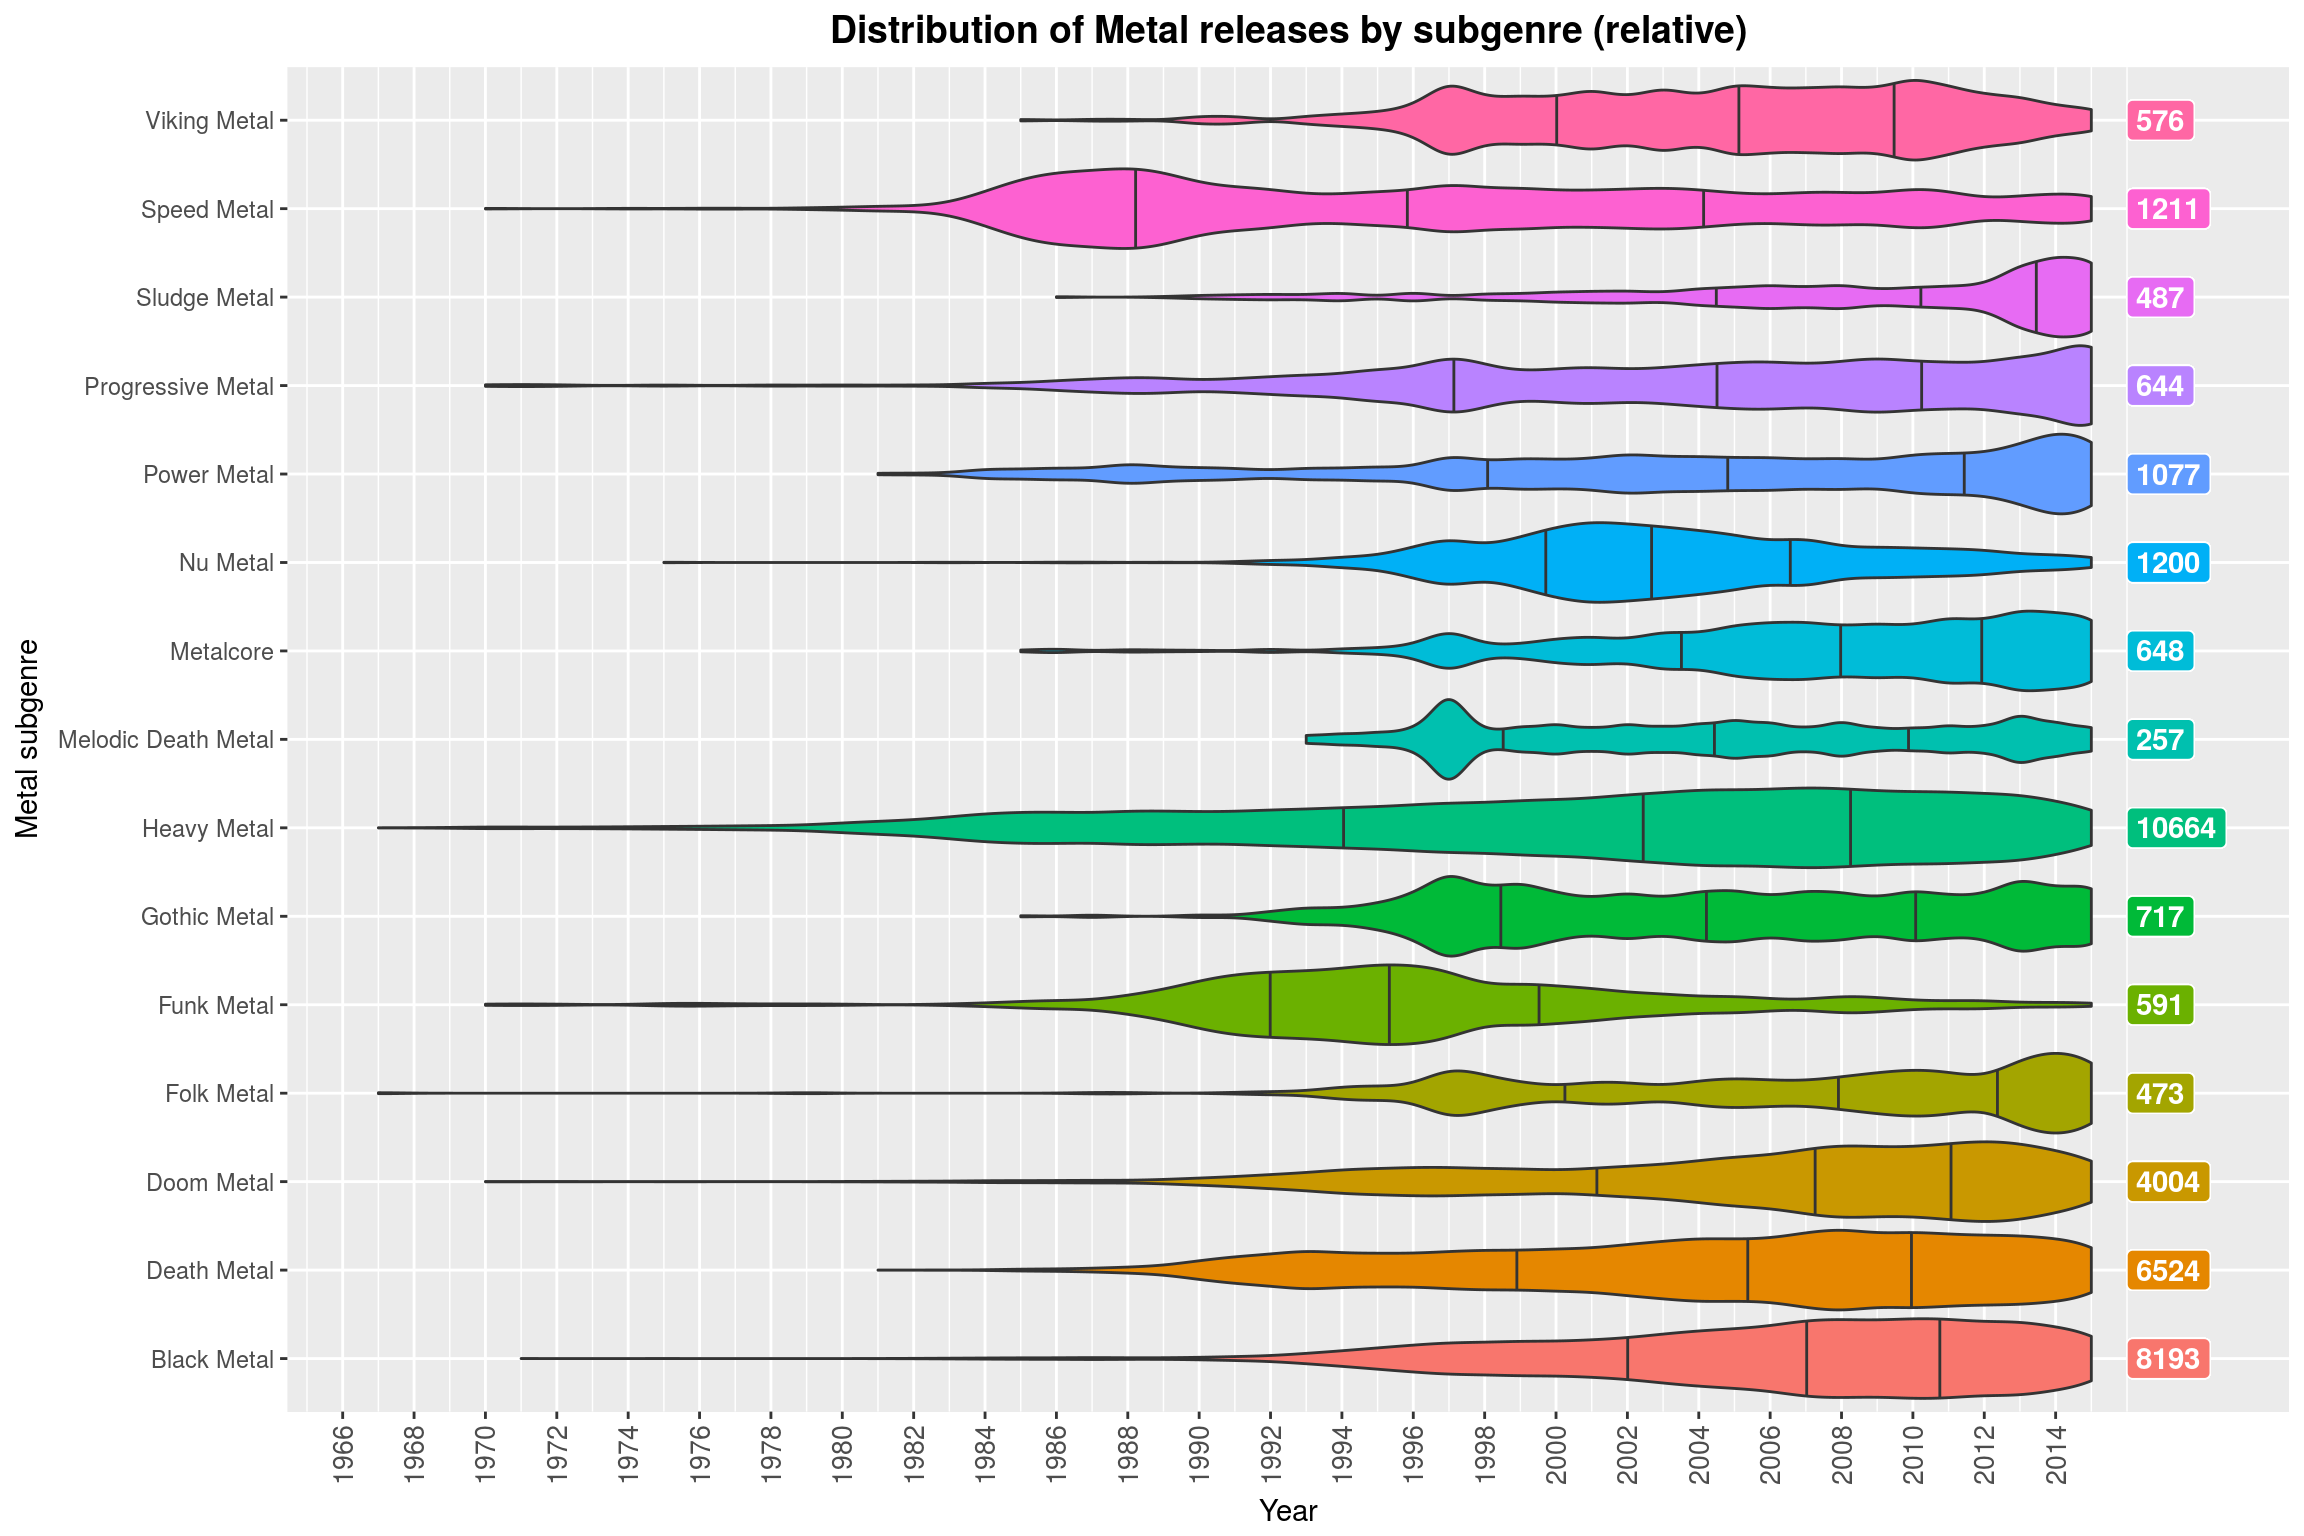 Distribution of Metal releases by subgenre (relative)
Metal subgenre
Viking Metal 576
Speed Metal 1211
Sludge Metal 487
Progressive Metal 644
Power Metal 1077
Nu Metal 1200
Metalcore 648
Melodic Death Metal 257
Heavy Metal 10664
Gothic Metal 717
Funk Metal 591
Folk Metal 473
Doom Metal 4004
Death Metal 6524
Black Metal 8193
1966 1968 1970 1972 1974 1976 1978 1980 1982 1984 1986 1988 1990 1992 1994 1996 1998 2000 2002 2004 2006 2008 2010 2012 2014
Year